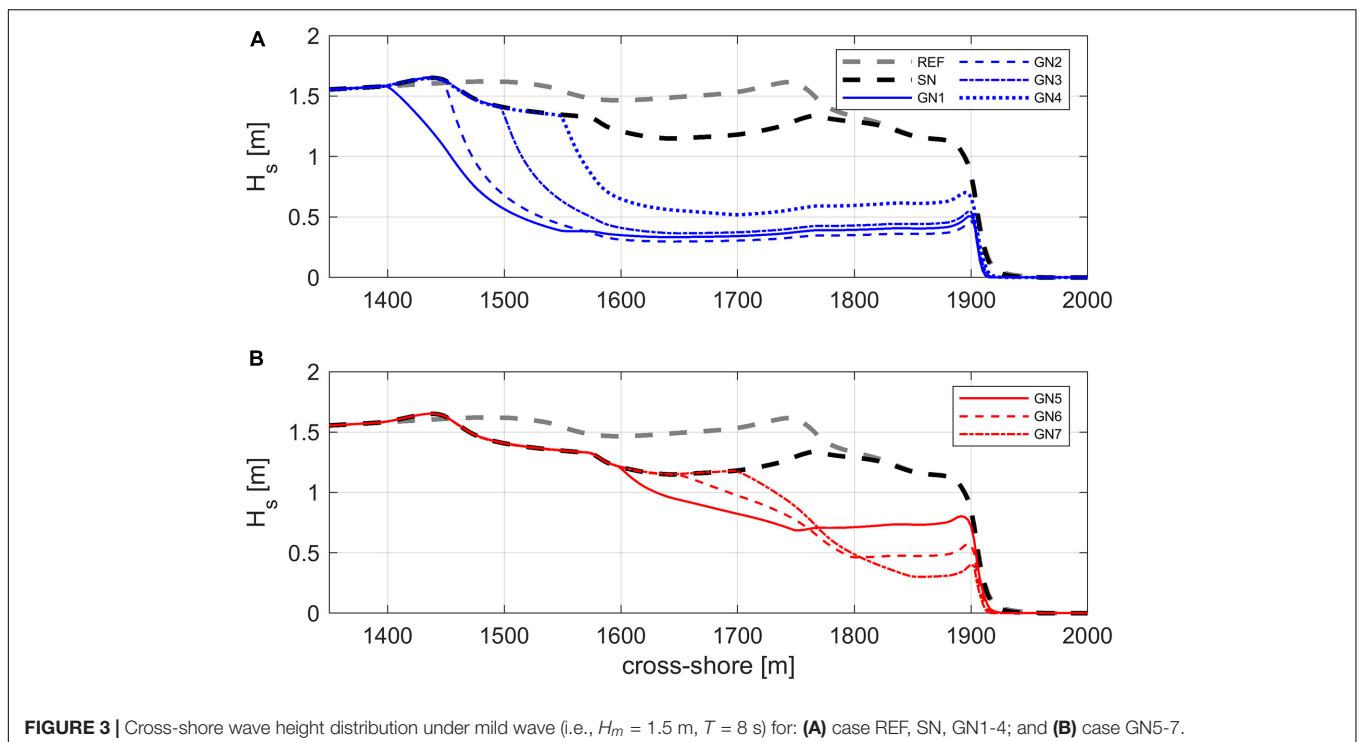 A
2
1.5
1
0.5
0
H_s [m]
REF
SN
GN1
GN2
GN3
GN4
1400 1500 1600 1700 1800 1900 2000
B
2
1.5
1
0.5
0
H_s [m]
GN5
GN6
GN7
1400 1500 1600 1700 1800 1900 2000
cross-shore [m]
FIGURE 3 | Cross-shore wave height distribution under mild wave (i.e., H_m = 1.5 m, T = 8 s) for: (A) case REF, SN, GN1-4; and (B) case GN5-7.